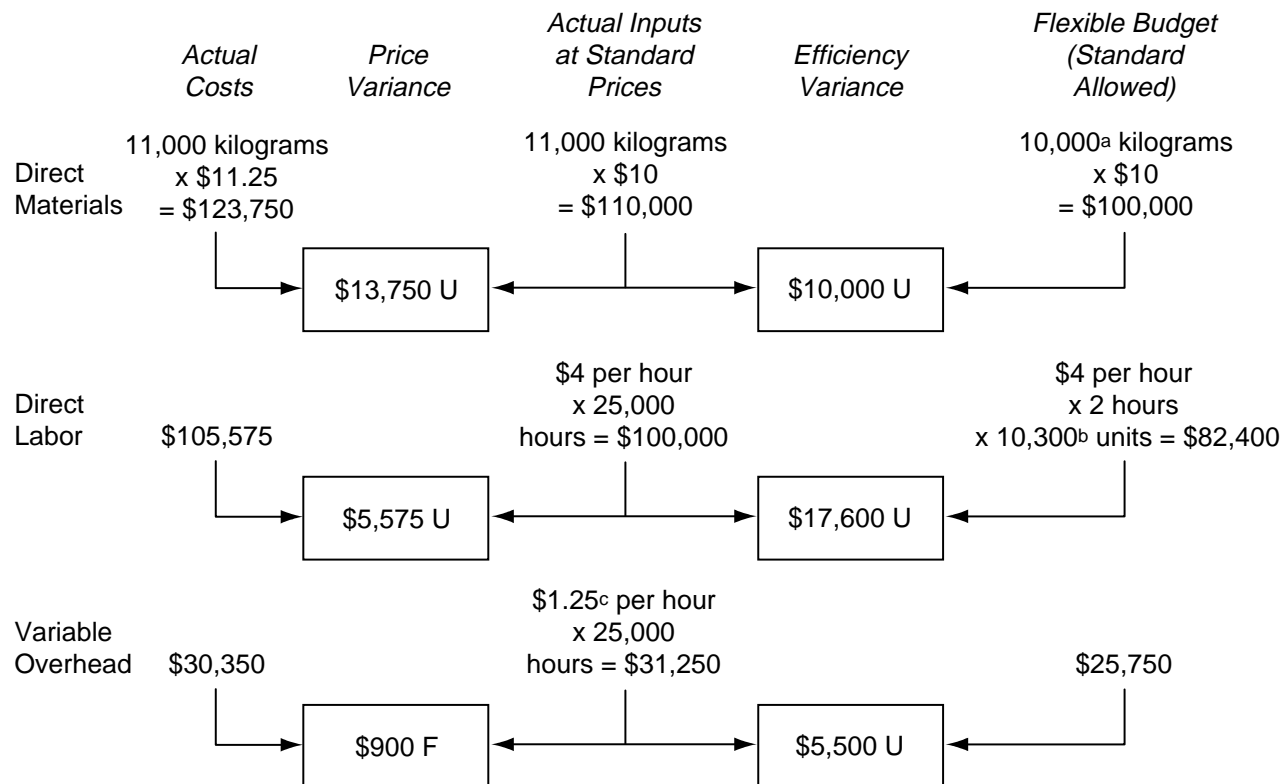 Actual
Costs
Price
Variance
Actual Inputs
at Standard
Prices
Efficiency
Variance
Flexible Budget
(Standard
Allowed)
Direct
Materials
11,000 kilograms
x $11.25
= $123,750
11,000 kilograms
x $10
= $110,000
10,000a kilograms
x $10
= $100,000
$13,750 U
$10,000 U
Direct
Labor
$105,575
$4 per hour
x 25,000
hours = $100,000
$4 per hour
x 2 hours
x 10,300b units = $82,400
$5,575 U
$17,600 U
Variable
Overhead
$30,350
$1.25c per hour
x 25,000
hours = $31,250
$25,750
$900 F
$5,500 U